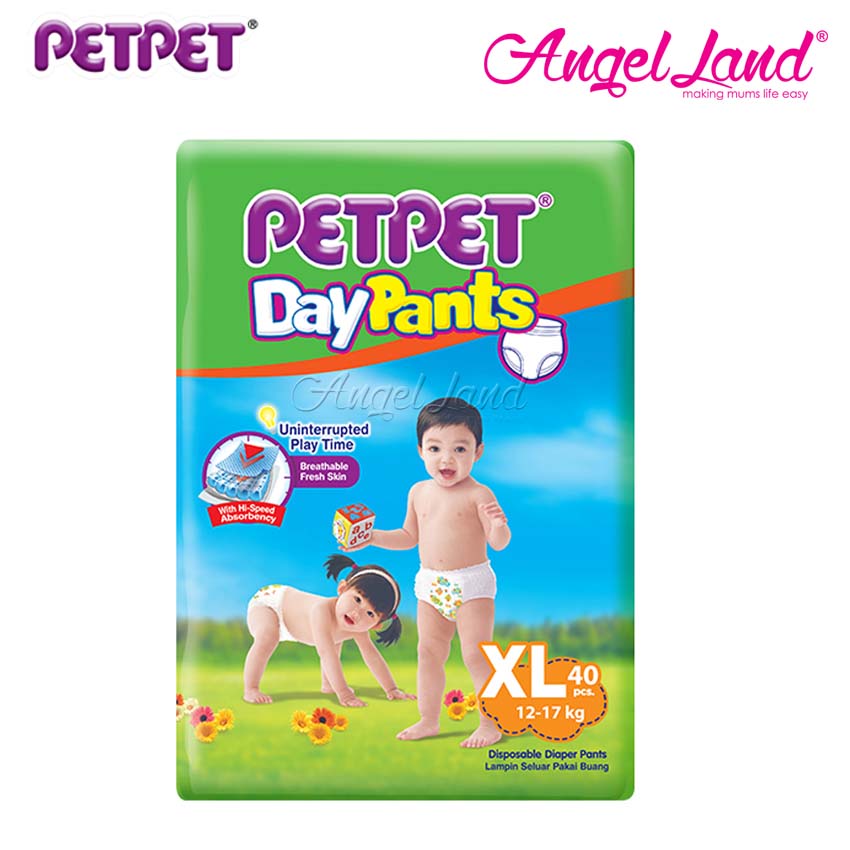 PETPET®
Angel Land®
making mums life easy
PETPET®
DayPants
Angel Land
Uninterrupted
Play Time
Breathable
Fresh Skin
With Hi-Speed
Absorbency
a b
d c e
XL 40
pcs.
12-17 kg
Disposable Diaper Pants
Lampin Seluar Pakai Buang